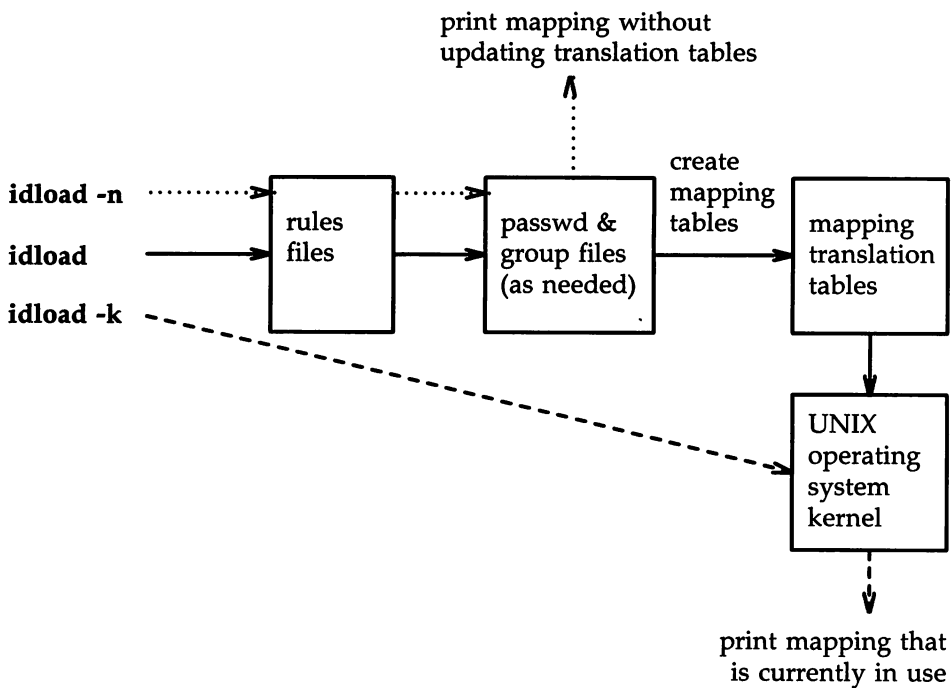 print mapping without
updating translation tables
create
mapping
tables
idload -n
rules
files
passwd &
group files
(as needed)
mapping
translation
tables
idload
idload -k
UNIX
operating
system
kernel
print mapping that
is currently in use